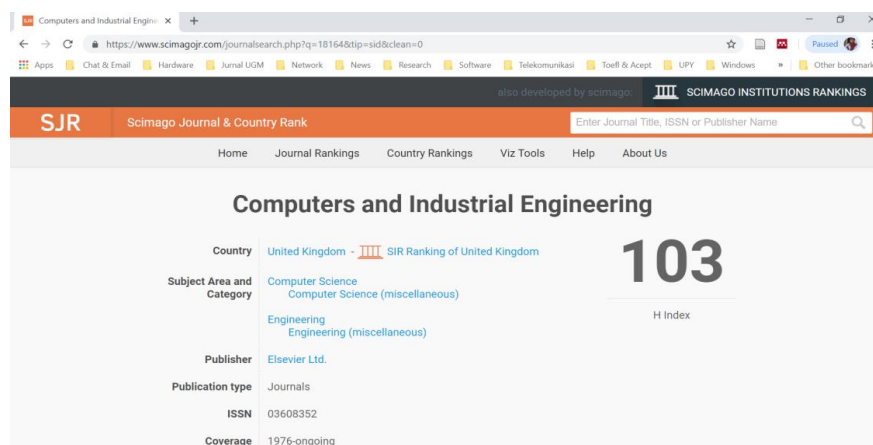 SJR Computers and Industrial Engine × +
https://www.scimagojr.com/journalsearch.php?q=18164&tip=sid&clean=0 Paused
Apps Chat & Email Hardware Jurnal UGM Network News Research Software Telekomunikasi Toefl & Acept UPY Windows » Other bookmark
also developed by scimago: SCIMAGO INSTITUTIONS RANKINGS
SJR Scimago Journal & Country Rank Enter Journal Title, ISSN or Publisher Name
Home Journal Rankings Country Rankings Viz Tools Help About Us
Computers and Industrial Engineering
Country United Kingdom - SIR Ranking of United Kingdom
103
Subject Area and Category
Computer Science
Computer Science (miscellaneous)
Engineering
Engineering (miscellaneous)
H Index
Publisher Elsevier Ltd.
Publication type Journals
ISSN 03608352
Coverage 1976-ongoing